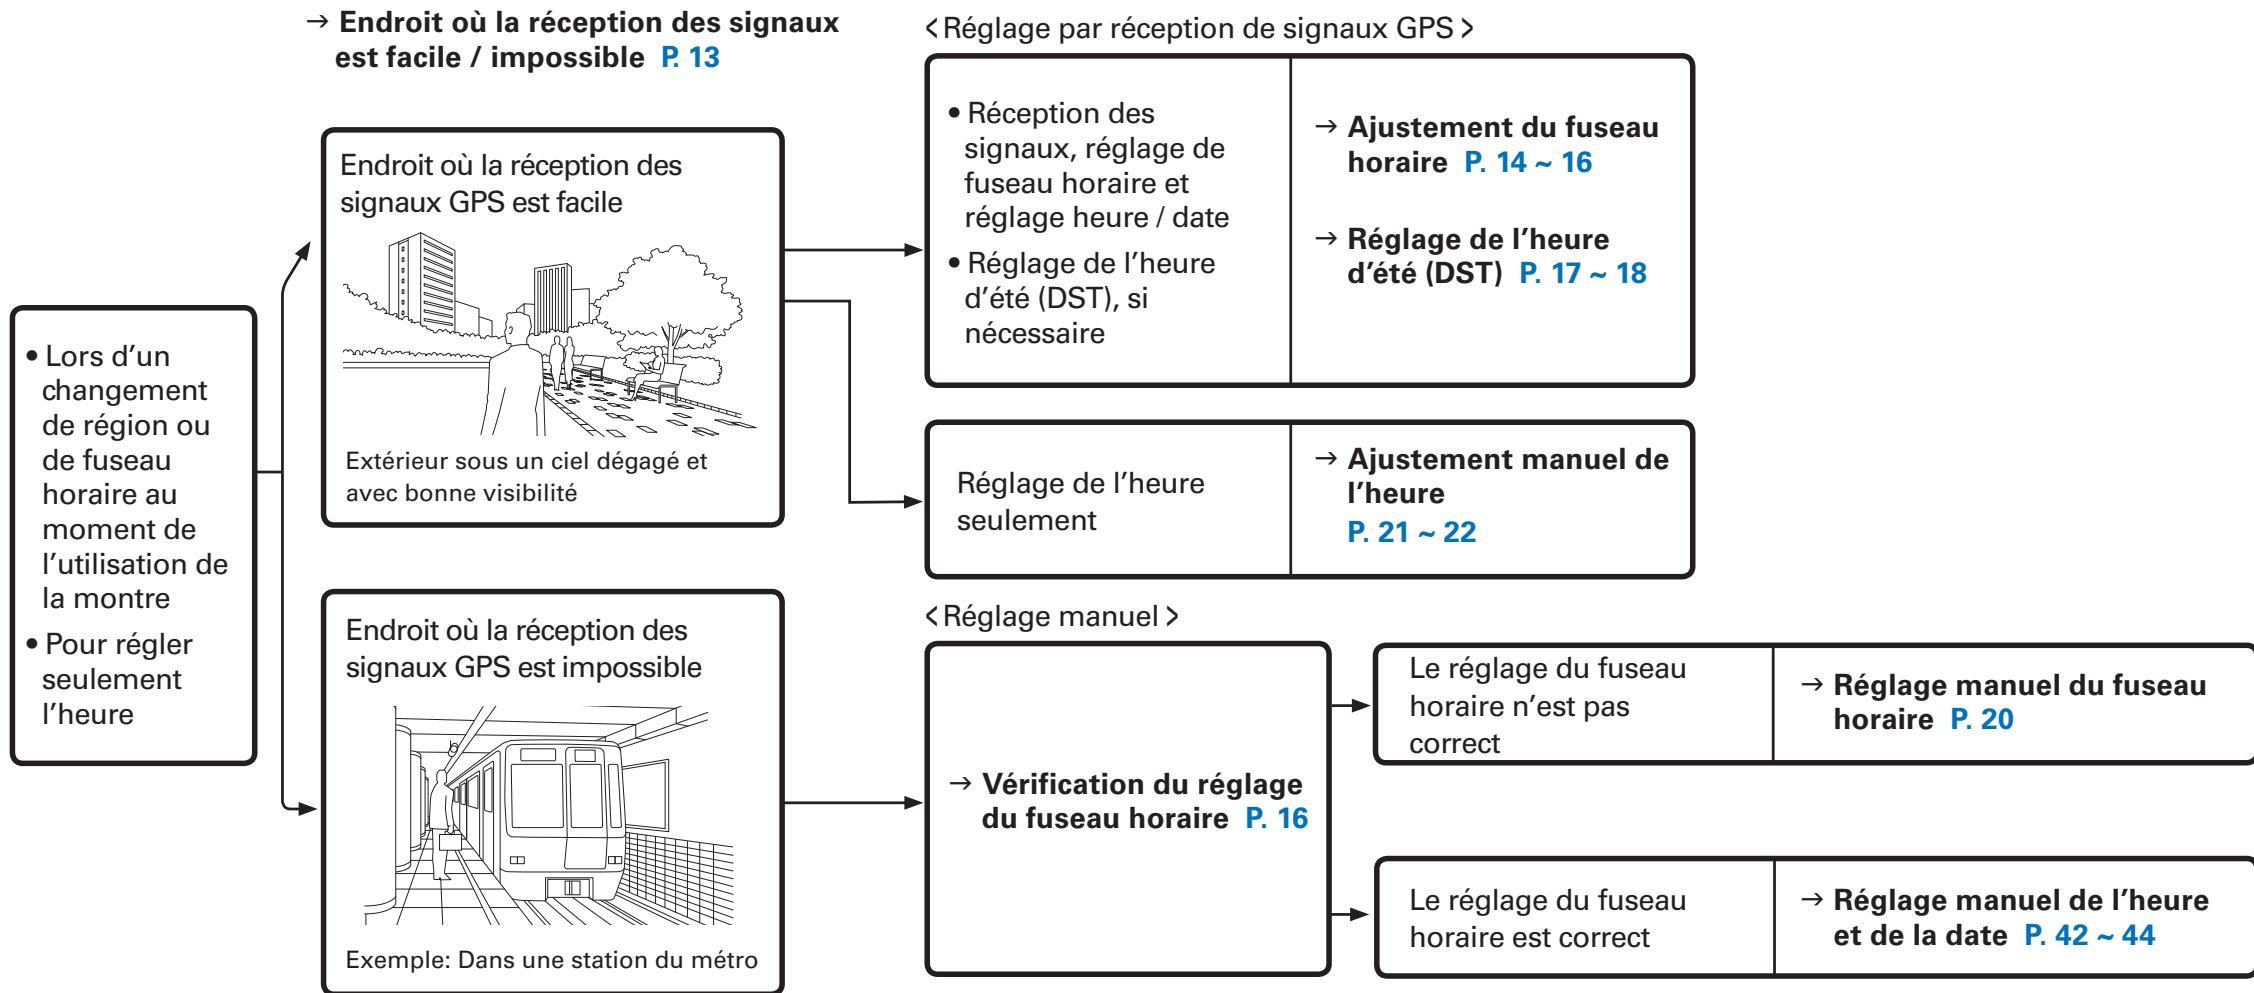 → Endroit où la réception des signaux
est facile / impossible P. 13
• Lors d’un
changement
de région ou
de fuseau
horaire au
moment de
l’utilisation de
la montre
• Pour régler
seulement
l’heure
Endroit où la réception des
signaux GPS est facile
Extérieur sous un ciel dégagé et
avec bonne visibilité
<Réglage par réception de signaux GPS >
• Réception des
signaux, réglage de
fuseau horaire et
réglage heure / date
• Réglage de l’heure
d’été (DST), si
nécessaire
→ Ajustement du fuseau
horaire P. 14 ~ 16
→ Réglage de l’heure
d’été (DST) P. 17 ~ 18
Réglage de l’heure
seulement
→ Ajustement manuel de
l’heure
P. 21 ~ 22
Endroit où la réception des
signaux GPS est impossible
Exemple: Dans une station du métro
<Réglage manuel >
→ Vérification du réglage
du fuseau horaire P. 16
Le réglage du fuseau
horaire n’est pas
correct
→ Réglage manuel du fuseau
horaire P. 20
Le réglage du fuseau
horaire est correct
→ Réglage manuel de l’heure
et de la date P. 42 ~ 44